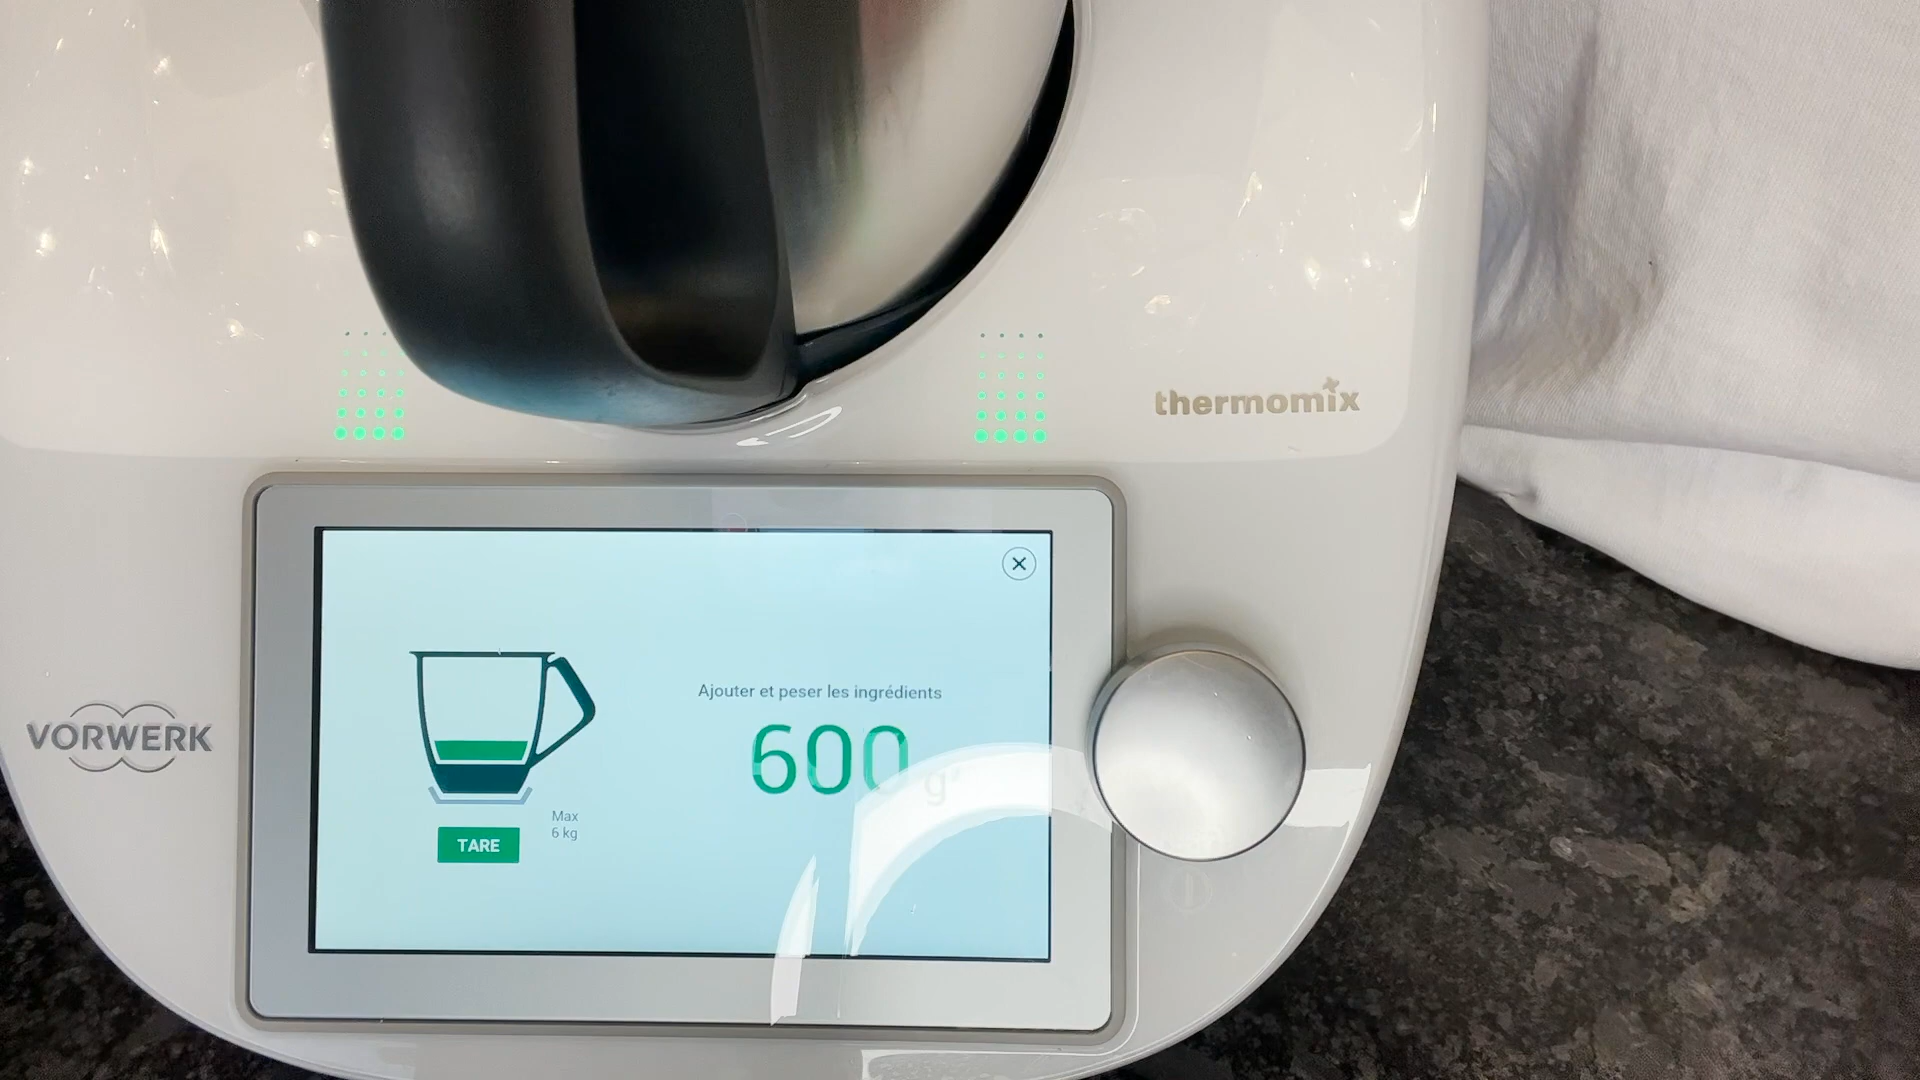 thermomix
VORWERK
Ajouter et peser les ingrédients
600 g
Max
6 kg
TARE